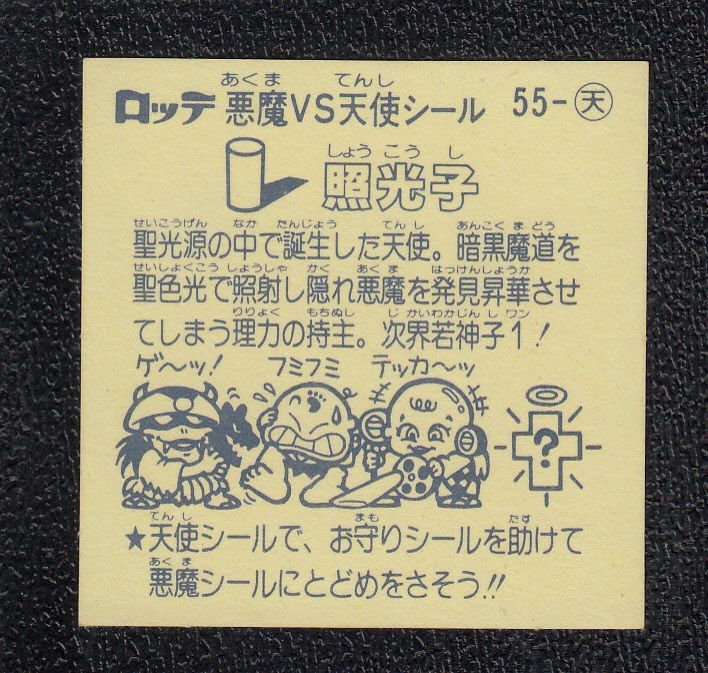 ロッテ 悪魔VS天使シール 55-天
あくま てんし
照光子
しょうこうし
聖光源の中で誕生した天使。暗黒魔道を
せいこうげん なか たんじょう てんし あんこくまどう
聖色光で照射し隠れ悪魔を発見昇華させ
せいしょくこう しょうしゃ かく あくま はっけんしょうか
てしまう理力の持主。次界若神子1!
りりょく もちぬし じかいわかじんし ワン
ゲ〜ッ! フミフミ テッカ〜ッ
?
★天使シールで、お守りシールを助けて
てんし まも たす
悪魔シールにとどめをさそう!!
あくま